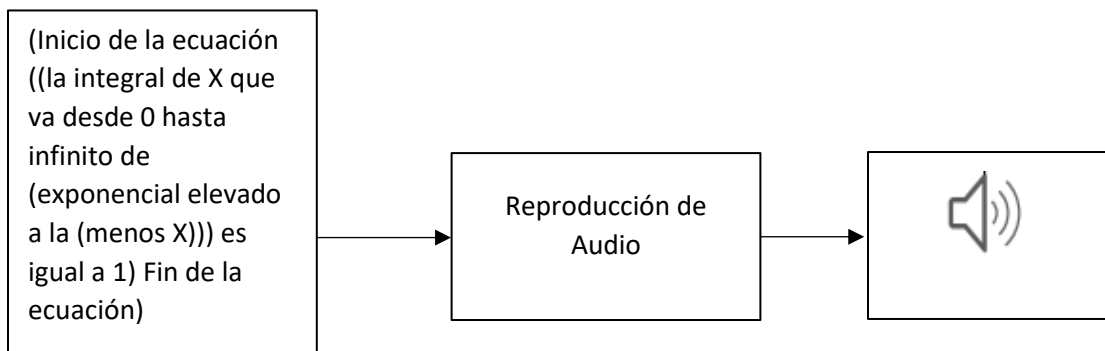 (Inicio de la ecuación
((la integral de X que
va desde 0 hasta
infinito de
(exponencial elevado
a la (menos X))) es
igual a 1) Fin de la
ecuación)
Reproducción de
Audio